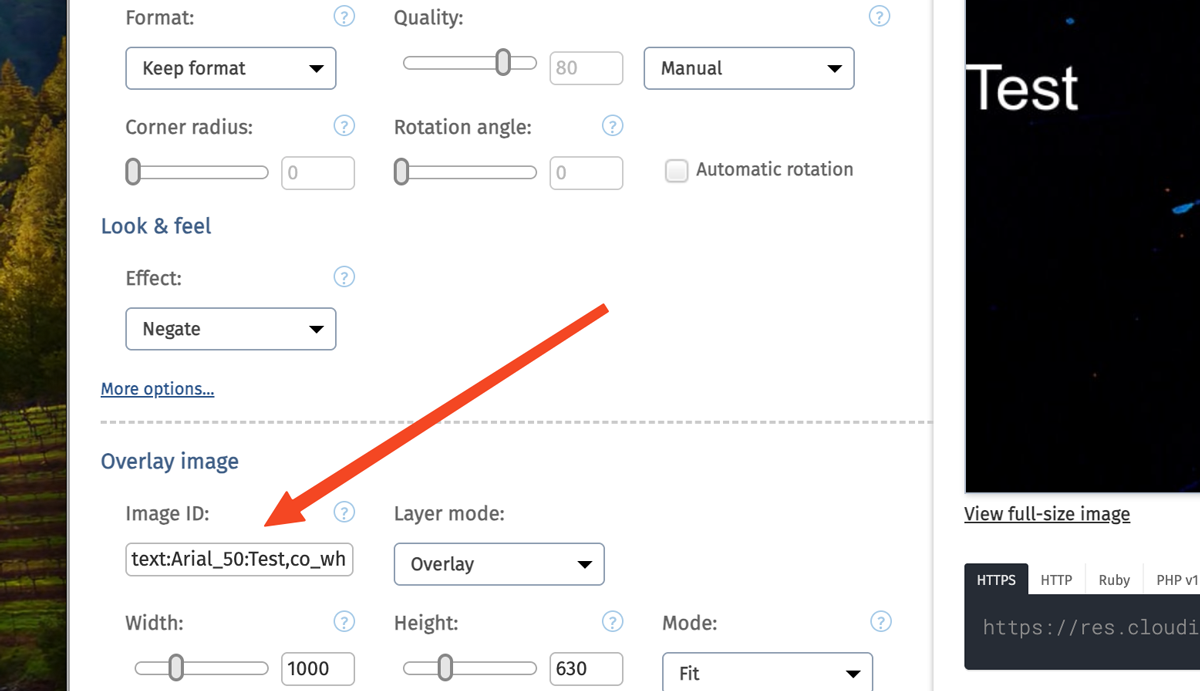 Format:
Quality:
Keep format
80
Manual
Test
Corner radius:
Rotation angle:
0
0
Automatic rotation
Look & feel
Effect:
Negate
More options...
Overlay image
Image ID:
Layer mode:
text:Arial_50:Test,co_wh
Overlay
View full-size image
HTTPS HTTP Ruby PHP v1
Width:
Height:
Mode:
https://res.cloudi
1000
630
Fit